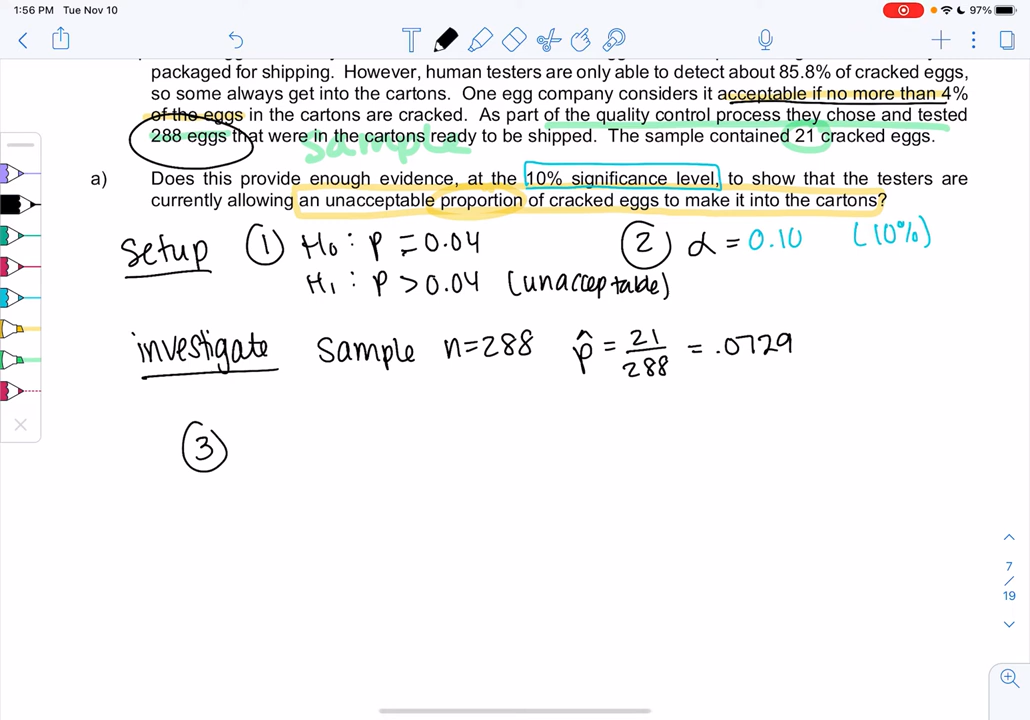 1:56 PM Tue Nov 10
97%
packaged for shipping. However, human testers are only able to detect about 85.8% of cracked eggs,
so some always get into the cartons. One egg company considers it acceptable if no more than 4%
of the eggs in the cartons are cracked. As part of the quality control process they chose and tested
288 eggs that were in the cartons ready to be shipped. The sample contained 21 cracked eggs.
sample
a) Does this provide enough evidence, at the 10% significance level, to show that the testers are
currently allowing an unacceptable proportion of cracked eggs to make it into the cartons?
Setup ① H₀ : p = 0.04 ② α = 0.10 (10%)
H₁ : p > 0.04 (unacceptable)
investigate Sample n=288 p̂ = 21/288 = .0729
③
7
/
19